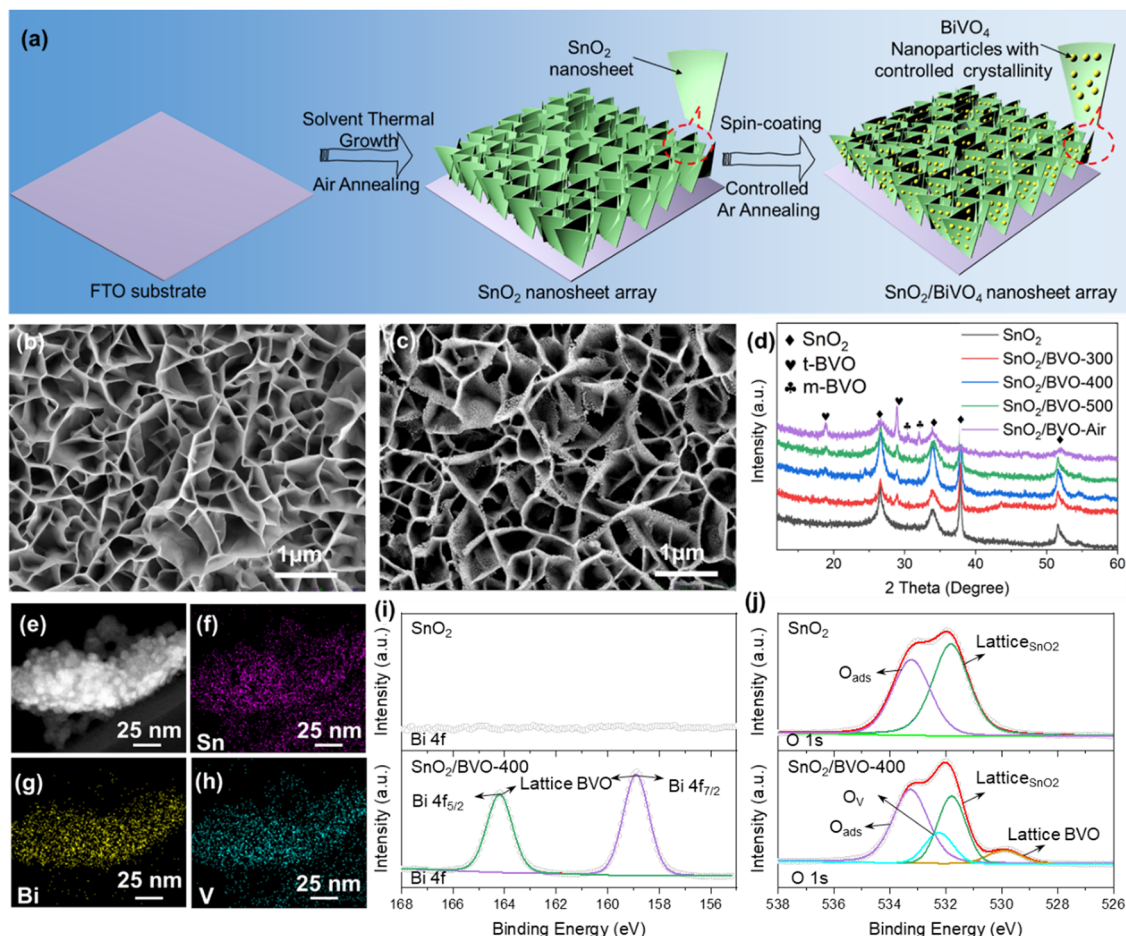 (a)
FTO substrate
Solvent Thermal
Growth
Air Annealing
SnO₂
nanosheet
SnO₂ nanosheet array
Spin-coating
Controlled
Ar Annealing
BiVO₄
Nanoparticles with
controlled crystallinity
SnO₂/BiVO₄ nanosheet array
(b)
1μm
(c)
1μm
(d)
♦ SnO₂
♥ t-BVO
♣ m-BVO
SnO₂
SnO₂/BVO-300
SnO₂/BVO-400
SnO₂/BVO-500
SnO₂/BVO-Air
Intensity (a.u.)
20 30 40 50 60
2 Theta (Degree)
(e)
25 nm
(f)
25 nm
Sn
(g)
25 nm
Bi
(h)
25 nm
V
(i)
SnO₂
Intensity (a.u.)
Bi 4f
SnO₂/BVO-400
Bi 4f5/2
Lattice BVO
Bi 4f7/2
Intensity (a.u.)
Bi 4f
168 166 164 162 160 158 156
Binding Energy (eV)
(j)
SnO₂
Oads
LatticeSnO2
Intensity (a.u.)
O 1s
SnO₂/BVO-400
OV
Oads
LatticeSnO2
Lattice BVO
Intensity (a.u.)
O 1s
538 536 534 532 530 528 526
Binding Energy (eV)